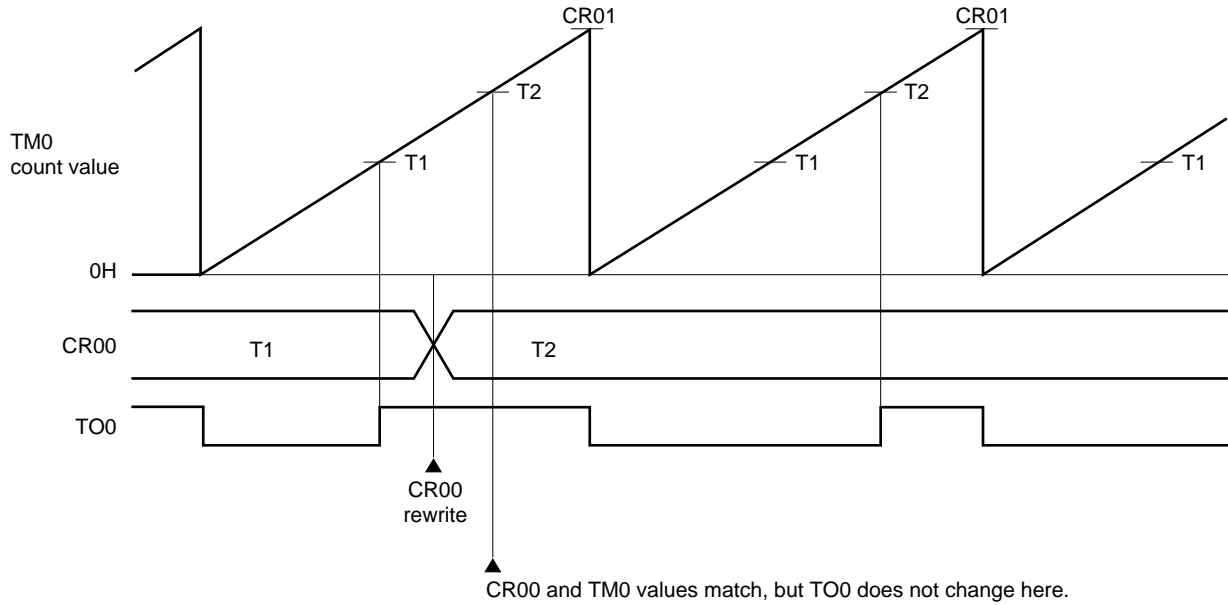 CR01
CR01
T2
T2
TM0
count value
T1
T1
T1
0H
CR00
T1
T2
TO0
CR00
rewrite
CR00 and TM0 values match, but TO0 does not change here.